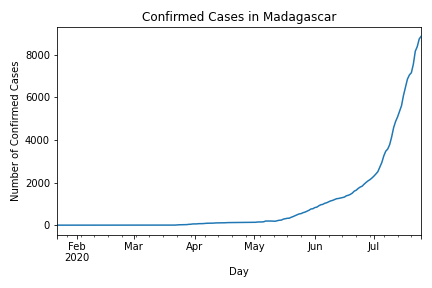 Confirmed Cases in Madagascar
Number of Confirmed Cases
8000
6000
4000
2000
0
Feb Mar Apr May Jun Jul
2020
Day